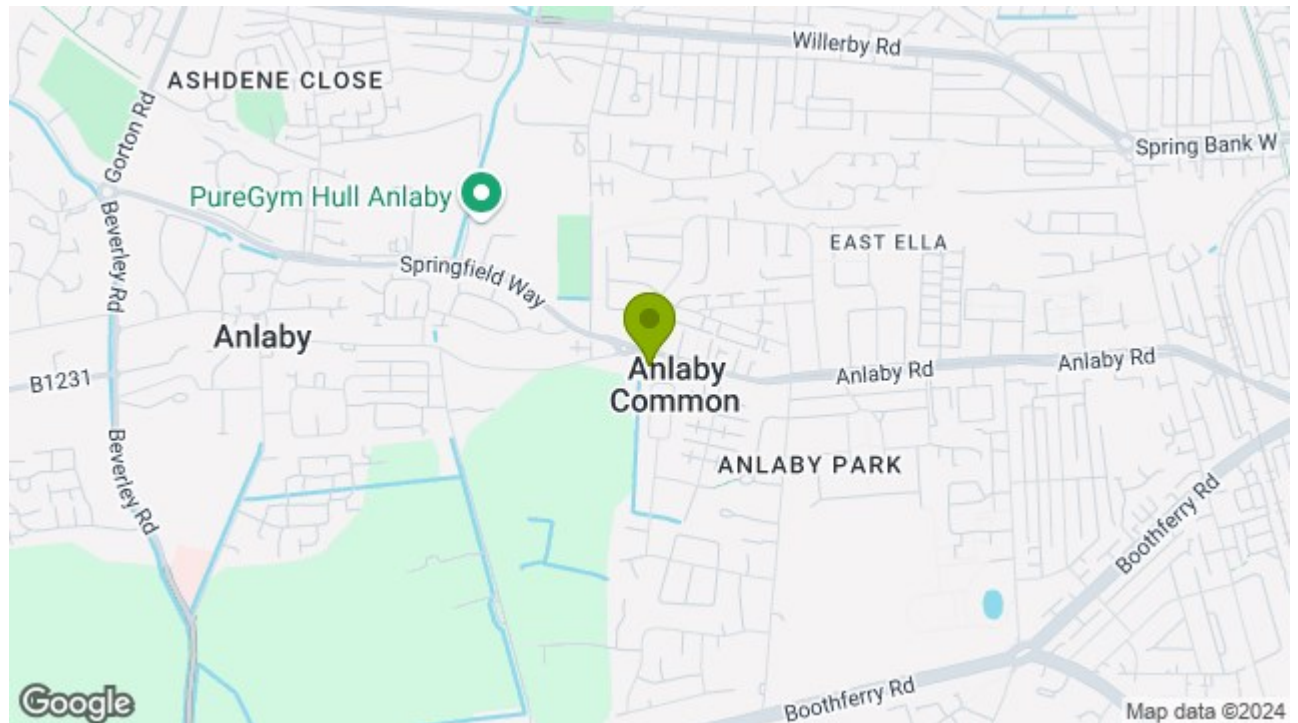 Willerby Rd
ASHDENE CLOSE
Gorton Rd
Spring Bank W
PureGym Hull Anlaby
Beverley Rd
EAST ELLA
Springfield Way
Anlaby
Anlaby Rd
Anlaby Rd
B1231
Anlaby
Common
ANLABY PARK
Beverley Rd
Boothferry Rd
Boothferry Rd
Google
Map data ©2024